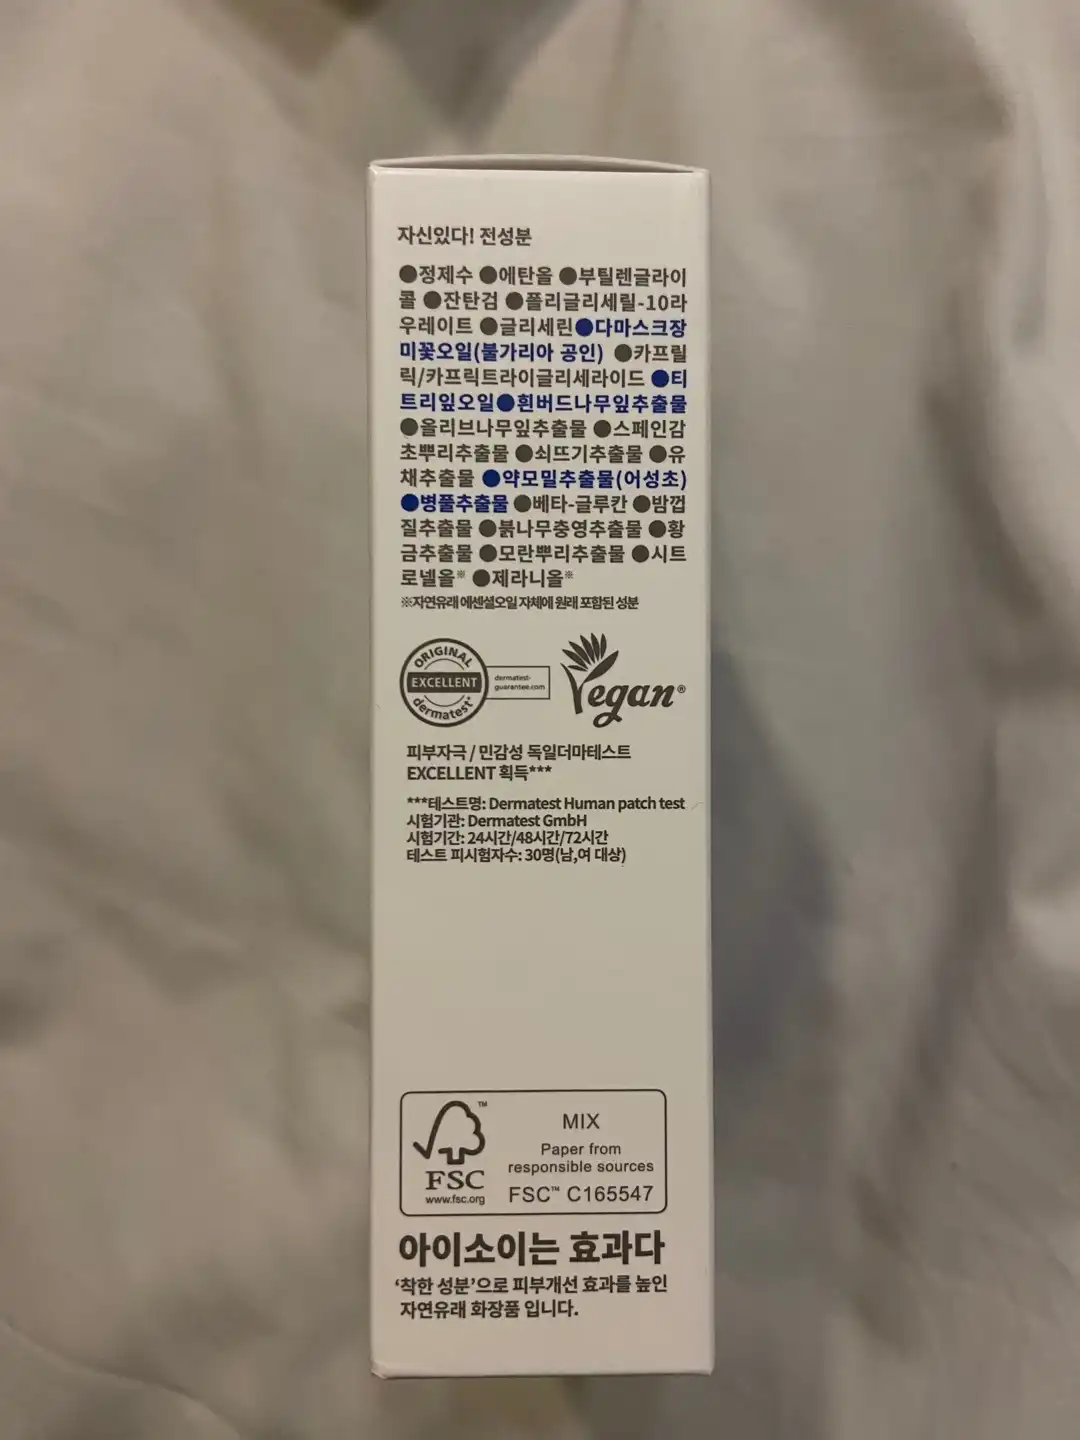 자신있다! 전성분
●정제수 ●에탄올 ●부틸렌글라이
콜 ●잔탄검 ●폴리글리세릴-10라
우레이트 ●글리세린●다마스크장
미꽃오일(불가리아 공인) ●카프릴
릭/카프릭트라이글리세라이드 ●티
트리잎오일●흰버드나무잎추출물
●올리브나무잎추출물 ●스페인감
초뿌리추출물 ●쇠뜨기추출물 ●유
채추출물 ●약모밀추출물(어성초)
●병풀추출물 ●베타-글루칸 ●밤껍
질추출물 ●붉나무충영추출물 ●황
금추출물 ●모란뿌리추출물 ●시트
로넬올※ ●제라니올※
※자연유래 에센셜오일 자체에 원래 포함된 성분
ORIGINAL
EXCELLENT
dermatest®
dermatest-
guarantee.com
Vegan®
피부자극 / 민감성 독일더마테스트
EXCELLENT 획득***
***테스트명: Dermatest Human patch test
시험기관: Dermatest GmbH
시험기간: 24시간/48시간/72시간
테스트 피시험자수: 30명(남,여 대상)
™
FSC
www.fsc.org
MIX
Paper from
responsible sources
FSC™ C165547
아이소이는 효과다
‘착한 성분’으로 피부개선 효과를 높인
자연유래 화장품 입니다.